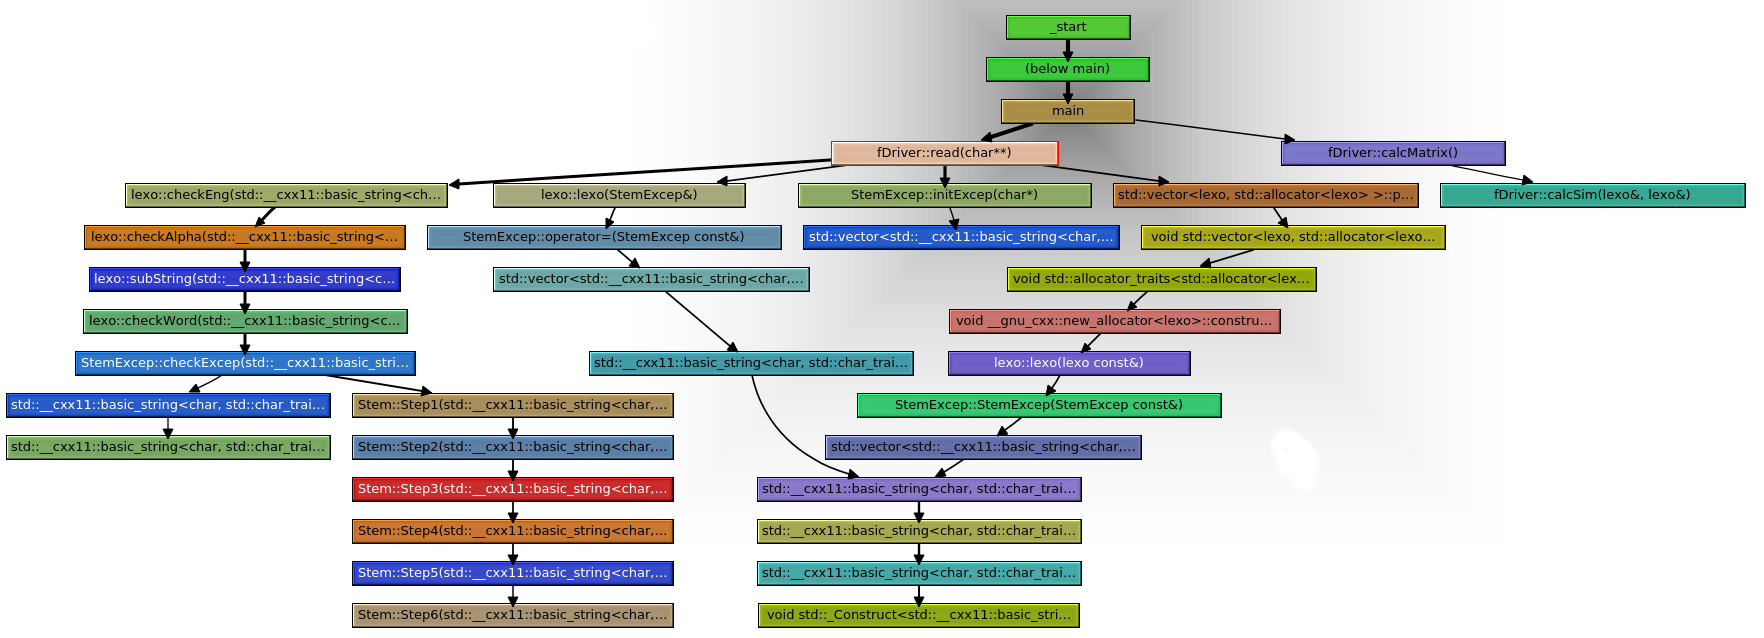 _start
(below main)
main
fDriver::read(char**)
fDriver::calcMatrix()
lexo::checkEng(std::__cxx11::basic_string<ch...
lexo::lexo(StemExcep&)
StemExcep::initExcep(char*)
std::vector<lexo, std::allocator<lexo> >::p...
fDriver::calcSim(lexo&, lexo&)
lexo::checkAlpha(std::__cxx11::basic_string<...
StemExcep::operator=(StemExcep const&)
std::vector<std::__cxx11::basic_string<char,...
void std::vector<lexo, std::allocator<lexo...
lexo::subString(std::__cxx11::basic_string<c...
std::vector<std::__cxx11::basic_string<char,...
void std::allocator_traits<std::allocator<lex...
lexo::checkWord(std::__cxx11::basic_string<c...
void __gnu_cxx::new_allocator<lexo>::constru...
StemExcep::checkExcep(std::__cxx11::basic_stri...
std::__cxx11::basic_string<char, std::char_trai...
lexo::lexo(lexo const&)
std::__cxx11::basic_string<char, std::char_trai...
Stem::Step1(std::__cxx11::basic_string<char,...
StemExcep::StemExcep(StemExcep const&)
std::__cxx11::basic_string<char, std::char_trai...
Stem::Step2(std::__cxx11::basic_string<char,...
std::vector<std::__cxx11::basic_string<char,...
Stem::Step3(std::__cxx11::basic_string<char,...
std::__cxx11::basic_string<char, std::char_trai...
Stem::Step4(std::__cxx11::basic_string<char,...
std::__cxx11::basic_string<char, std::char_trai...
Stem::Step5(std::__cxx11::basic_string<char,...
std::__cxx11::basic_string<char, std::char_trai...
Stem::Step6(std::__cxx11::basic_string<char,...
void std::_Construct<std::__cxx11::basic_stri...